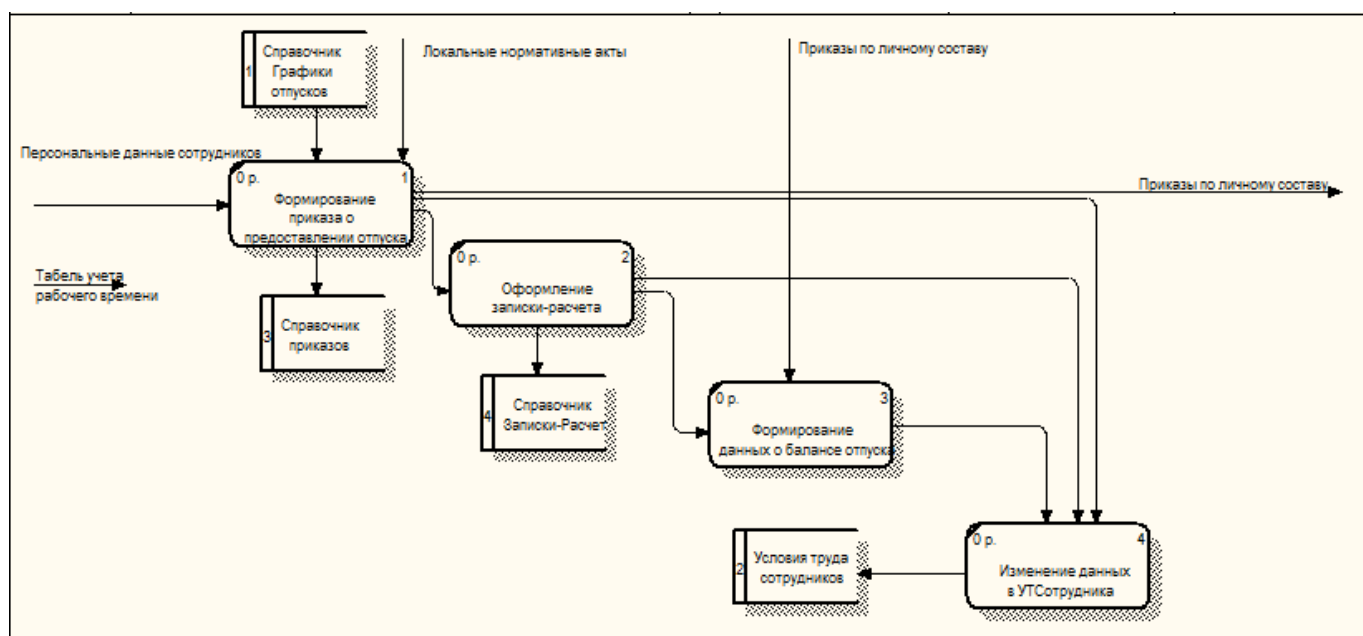 1
Справочник
Графики
отпусков
Локальные нормативные акты
Приказы по личному составу
Персональные данные сотрудников
0 р.
1
Формирование
приказа о
предоставлении отпуска
Приказы по личному составу
Табель учета
рабочего времени
0 р.
2
Оформление
записки-расчета
3
Справочник
приказов
4
Справочник
Записки-Расчет
0 р.
3
Формирование
данных о балансе отпуска
2
Условия труда
сотрудников
0 р.
4
Изменение данных
в УТСотрудника